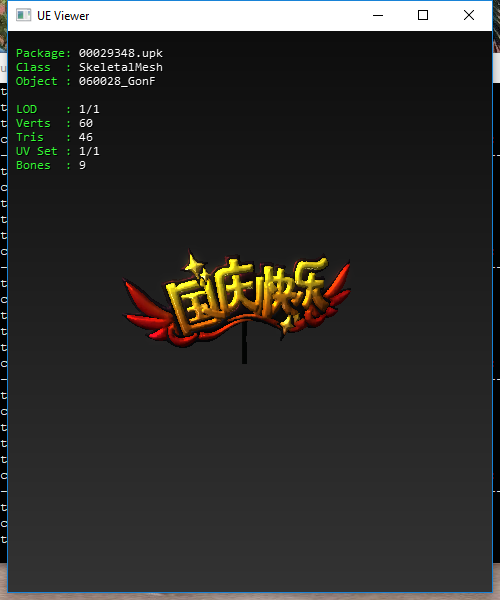 UE Viewer
Package: 00029348.upk
Class : SkeletalMesh
Object : 060028_GonF
LOD : 1/1
Verts : 60
Tris : 46
UV Set : 1/1
Bones : 9
国庆快乐